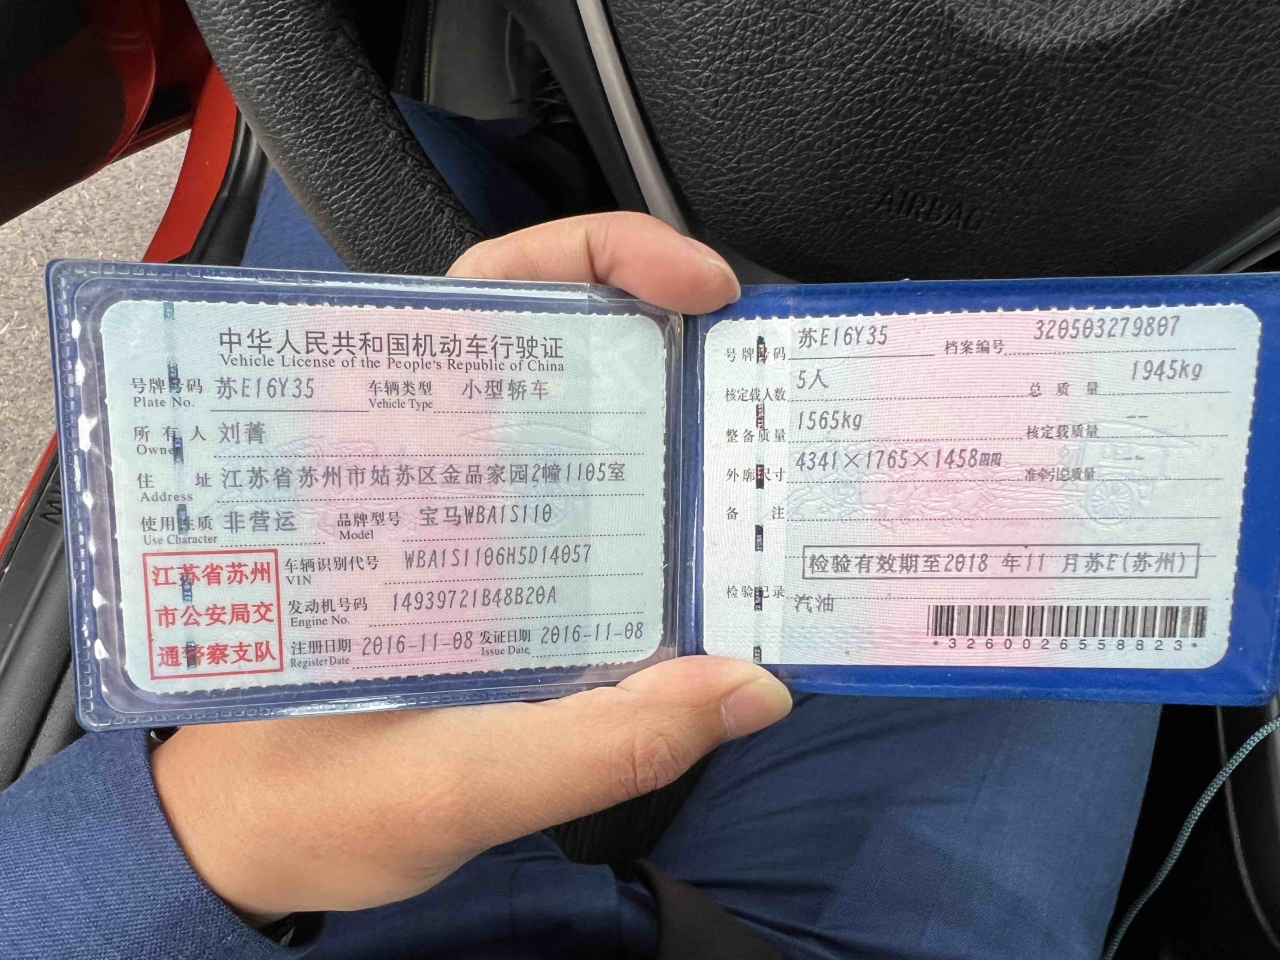 AIRBAG
中华人民共和国机动车行驶证
Vehicle License of the People's Republic of China
号牌号码 苏E16Y35 车辆类型 小型轿车
Plate No. Vehicle Type
所有人 刘菁
Owner
住址 江苏省苏州市姑苏区金品家园2幢1105室
Address
使用性质 非营运 品牌型号 宝马WBA1S110
Use Character Model
江苏省苏州
市公安局交
通警察支队
车辆识别代号 WBA1S1106H5D14057
VIN
发动机号码 14939721B48B20A
Engine No.
注册日期 2016-11-08 发证日期 2016-11-08
Register Date Issue Date
号牌号码 苏E16Y35 档案编号 320503279807
核定载人数 5人 总质量 1945kg
整备质量 1565kg 核定载质量 --
外廓尺寸 4341×1765×1458mm 准牵引总质量 --
备注
检验有效期至2018 年11 月苏E(苏州)
检验记录
汽油
*3260026558823*